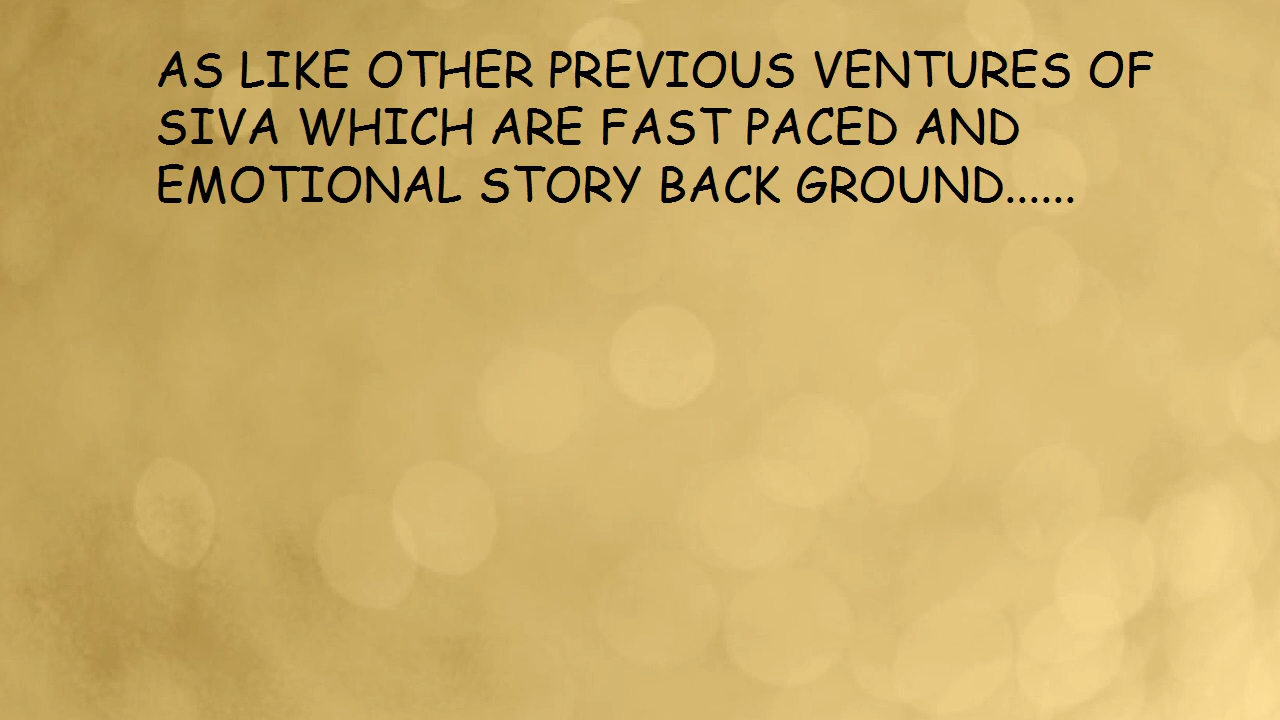 AS LIKE OTHER PREVIOUS VENTURES OF
SIVA WHICH ARE FAST PACED AND
EMOTIONAL STORY BACK GROUND......